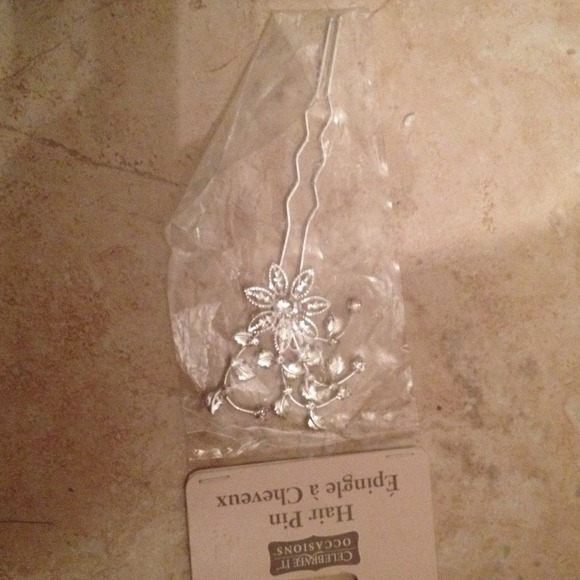 CELEBRATE IT
OCCASIONS
Hair Pin
Épingle à Cheveux